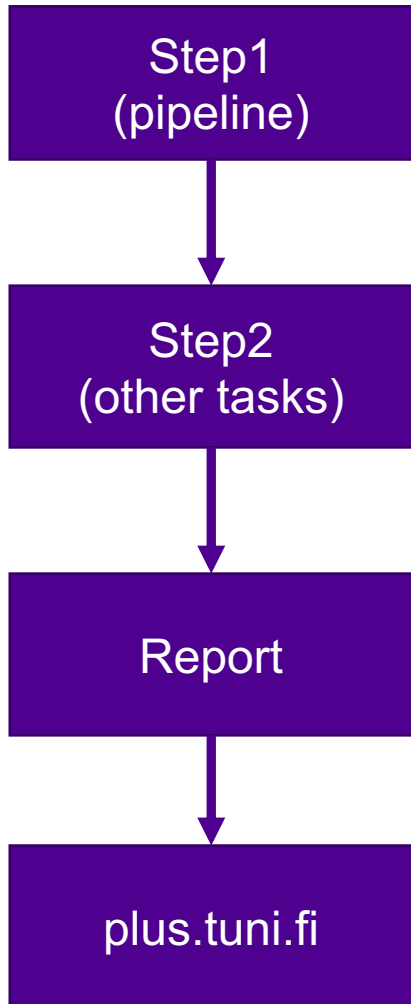 Step1
(pipeline)
Step2
(other tasks)
Report
plus.tuni.fi